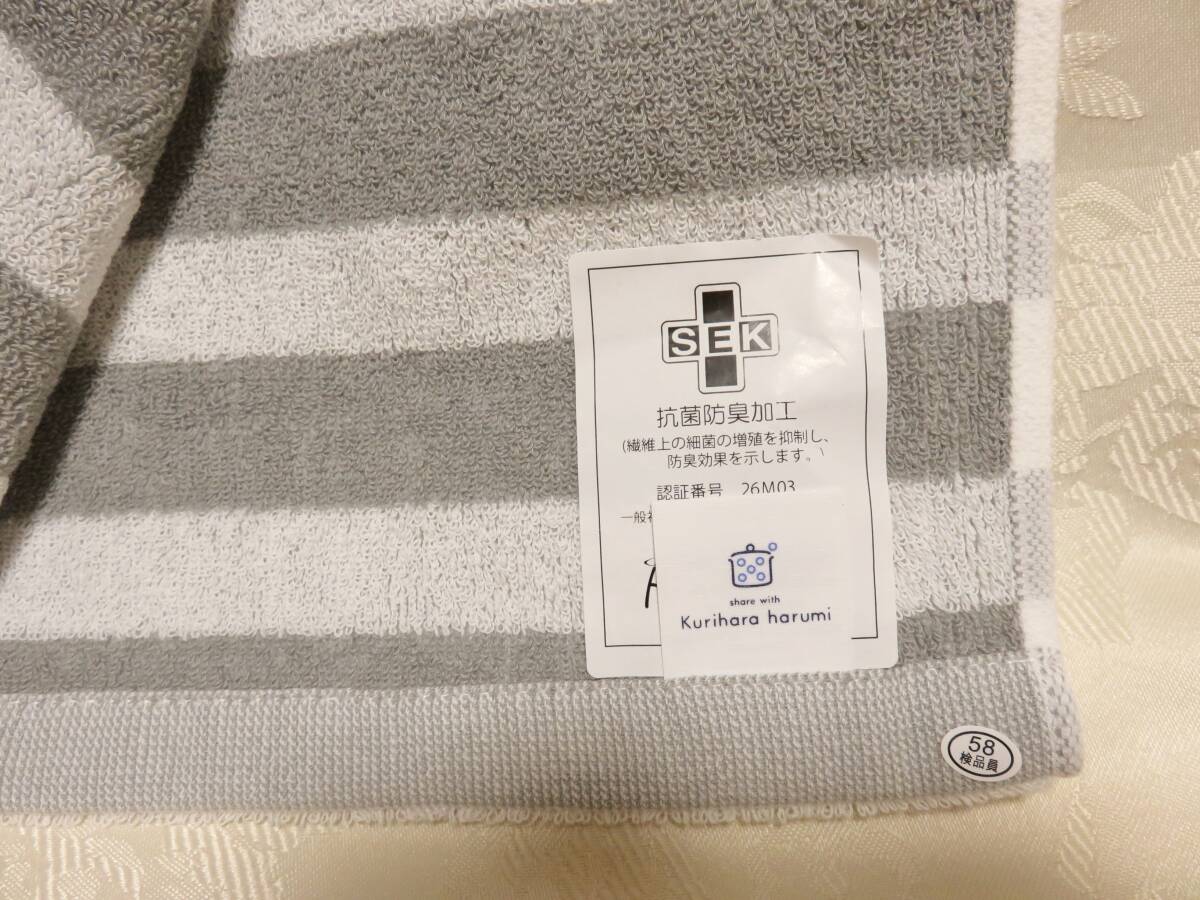 SEK
抗菌防臭加工
(繊維上の細菌の増殖を抑制し、
防臭効果を示します。)
認証番号 26M03
一般
share with
Kurihara harumi
58
検品員